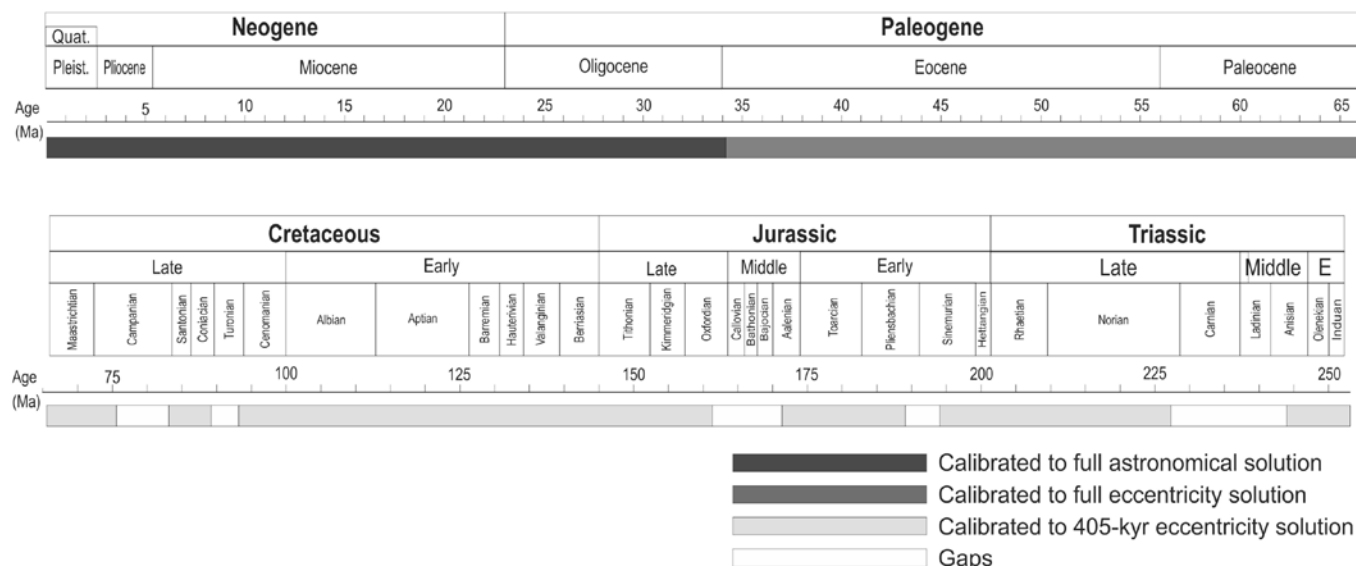 Quat. Neogene Paleogene
Pleist. Pliocene Miocene Oligocene Eocene Paleocene
Age (Ma) 5 10 15 20 25 30 35 40 45 50 55 60 65
Cretaceous Jurassic Triassic
Late Early Late Middle Early Late Middle E
Maastrichtian Campanian Santonian Coniacian Turonian Cenomanian Albian Aptian Barremian Hauterivian Valanginian Berriasian Tithonian Kimmeridgian Oxfordian Callovian Bathonian Bajocian Aalenian Toarcian Pliensbachian Sinemurian Hettangian Rhaetian Norian Carnian Ladinian Anisian Olenekian Induan
Age (Ma) 75 100 125 150 175 200 225 250
Calibrated to full astronomical solution
Calibrated to full eccentricity solution
Calibrated to 405-kyr eccentricity solution
Gaps